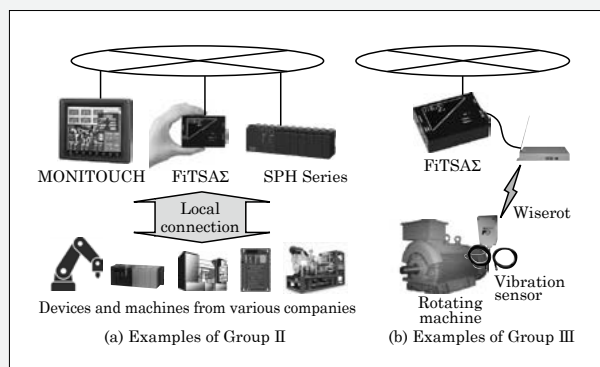 MONITOUCH
FiTSAΣ
SPH Series
Local
connection
Devices and machines from various companies
(a) Examples of Group Ⅱ
FiTSAΣ
Wiserot
Vibration
sensor
Rotating
machine
(b) Examples of Group Ⅲ